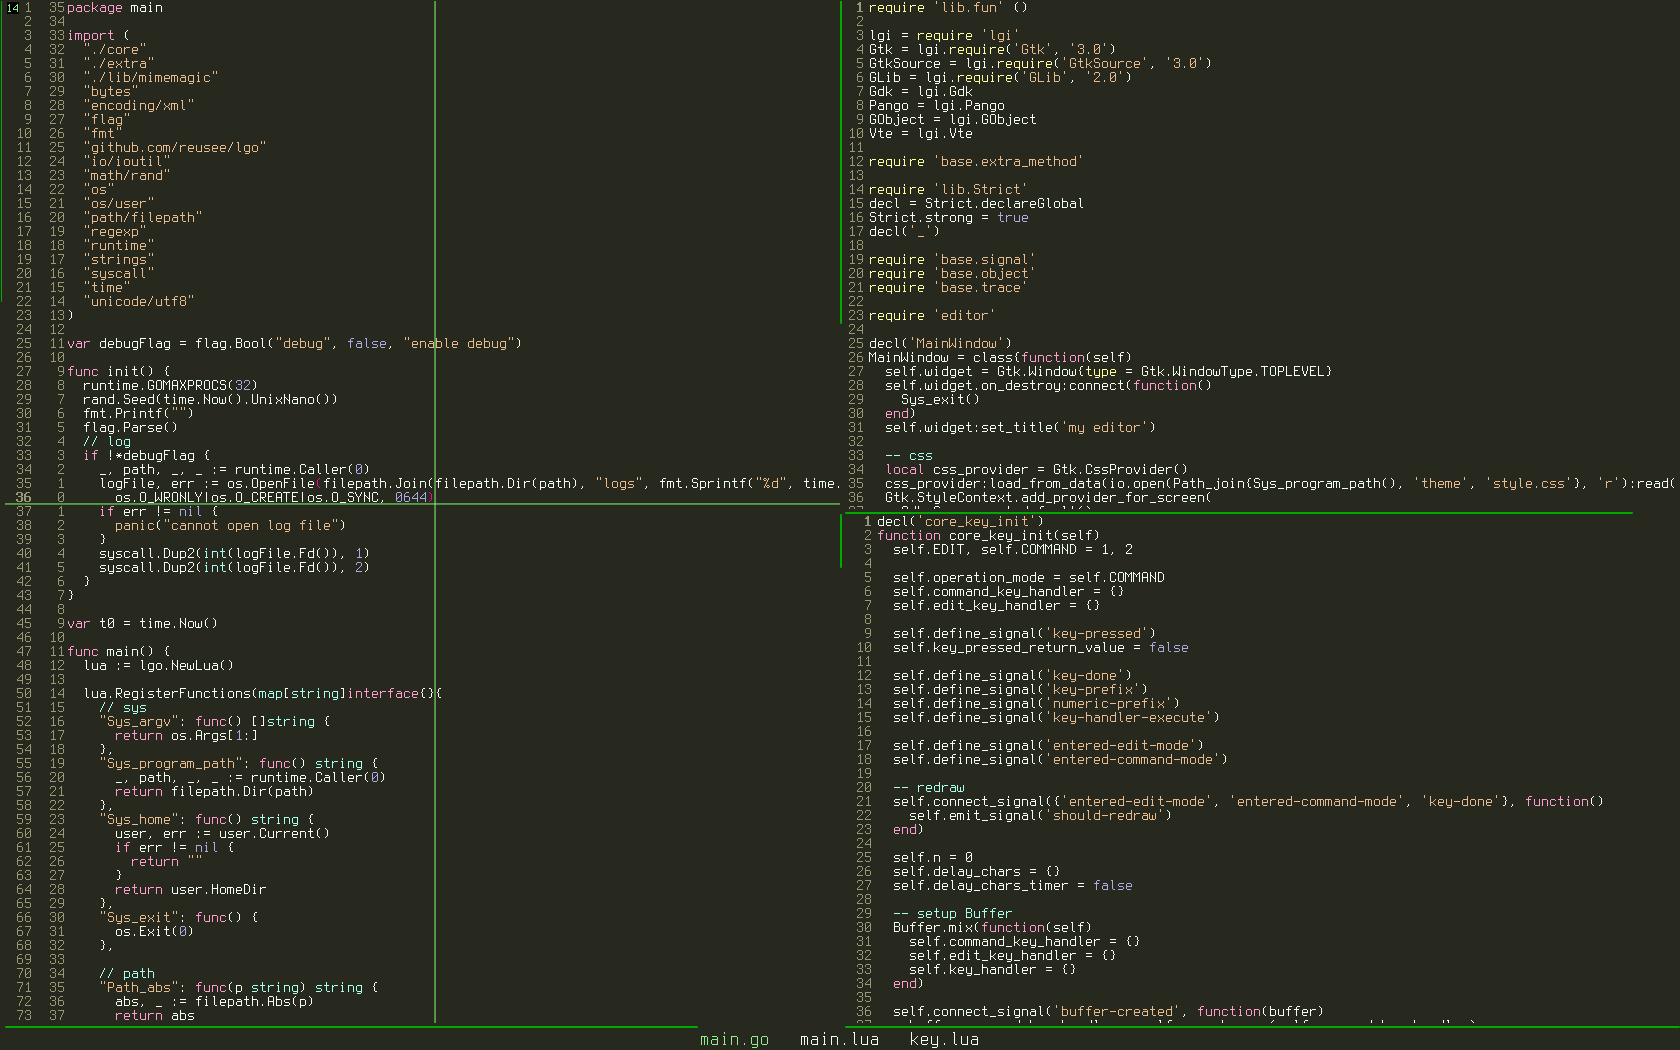 14 1 35 package main
2 34
3 33 import (
4 32 "./core"
5 31 "./extra"
6 30 "./lib/mimemagic"
7 29 "bytes"
8 28 "encoding/xml"
9 27 "flag"
10 26 "fmt"
11 25 "github.com/reusee/lgo"
12 24 "io/ioutil"
13 23 "math/rand"
14 22 "os"
15 21 "os/user"
16 20 "path/filepath"
17 19 "regexp"
18 18 "runtime"
19 17 "strings"
20 16 "syscall"
21 15 "time"
22 14 "unicode/utf8"
23 13 )
24 12
25 11 var debugFlag = flag.Bool("debug", false, "enable debug")
26 10
27 9 func init() {
28 8 runtime.GOMAXPROCS(32)
29 7 rand.Seed(time.Now().UnixNano())
30 6 fmt.Printf("")
31 5 flag.Parse()
32 4 // log
33 3 if !*debugFlag {
34 2 _, path, _, _ := runtime.Caller(0)
35 1 logFile, err := os.OpenFile(filepath.Join(filepath.Dir(path), "logs", fmt.Sprintf("%d", time.
36 0 os.O_WRONLY|os.O_CREATE|os.O_SYNC, 0644)
37 1 if err != nil {
38 2 panic("cannot open log file")
39 3 }
40 4 syscall.Dup2(int(logFile.Fd()), 1)
41 5 syscall.Dup2(int(logFile.Fd()), 2)
42 6 }
43 7 }
44 8
45 9 var t0 = time.Now()
46 10
47 11 func main() {
48 12 lua := lgo.NewLua()
49 13
50 14 lua.RegisterFunctions(map[string]interface{}{
51 15 // sys
52 16 "Sys_argv": func() []string {
53 17 return os.Args[1:]
54 18 },
55 19 "Sys_program_path": func() string {
56 20 _, path, _, _ := runtime.Caller(0)
57 21 return filepath.Dir(path)
58 22 },
59 23 "Sys_home": func() string {
60 24 user, err := user.Current()
61 25 if err != nil {
62 26 return ""
63 27 }
64 28 return user.HomeDir
65 29 },
66 30 "Sys_exit": func() {
67 31 os.Exit(0)
68 32 },
69 33
70 34 // path
71 35 "Path_abs": func(p string) string {
72 36 abs, _ := filepath.Abs(p)
73 37 return abs
1 require 'lib.fun' ()
2
3 lgi = require 'lgi'
4 Gtk = lgi.require('Gtk', '3.0')
5 GtkSource = lgi.require('GtkSource', '3.0')
6 GLib = lgi.require('GLib', '2.0')
7 Gdk = lgi.Gdk
8 Pango = lgi.Pango
9 GObject = lgi.GObject
10 Vte = lgi.Vte
11
12 require 'base.extra_method'
13
14 require 'lib.Strict'
15 decl = Strict.declareGlobal
16 Strict.strong = true
17 decl('_')
18
19 require 'base.signal'
20 require 'base.object'
21 require 'base.trace'
22
23 require 'editor'
24
25 decl('MainWindow')
26 MainWindow = class{function(self)
27 self.widget = Gtk.Window{type = Gtk.WindowType.TOPLEVEL}
28 self.widget.on_destroy:connect(function()
29 Sys_exit()
30 end)
31 self.widget:set_title('my editor')
32
33 -- css
34 local css_provider = Gtk.CssProvider()
35 css_provider:load_from_data(io.open(Path_join{Sys_program_path(), 'theme', 'style.css'}, 'r'):read(
36 Gtk.StyleContext.add_provider_for_screen(
1 decl('core_key_init')
2 function core_key_init(self)
3 self.EDIT, self.COMMAND = 1, 2
4
5 self.operation_mode = self.COMMAND
6 self.command_key_handler = {}
7 self.edit_key_handler = {}
8
9 self.define_signal('key-pressed')
10 self.key_pressed_return_value = false
11
12 self.define_signal('key-done')
13 self.define_signal('key-prefix')
14 self.define_signal('numeric-prefix')
15 self.define_signal('key-handler-execute')
16
17 self.define_signal('entered-edit-mode')
18 self.define_signal('entered-command-mode')
19
20 -- redraw
21 self.connect_signal({'entered-edit-mode', 'entered-command-mode', 'key-done'}, function()
22 self.emit_signal('should-redraw')
23 end)
24
25 self.n = 0
26 self.delay_chars = {}
27 self.delay_chars_timer = false
28
29 -- setup Buffer
30 Buffer.mix(function(self)
31 self.command_key_handler = {}
32 self.edit_key_handler = {}
33 self.key_handler = {}
34 end)
35
36 self.connect_signal('buffer-created', function(buffer)
main.go main.lua key.lua